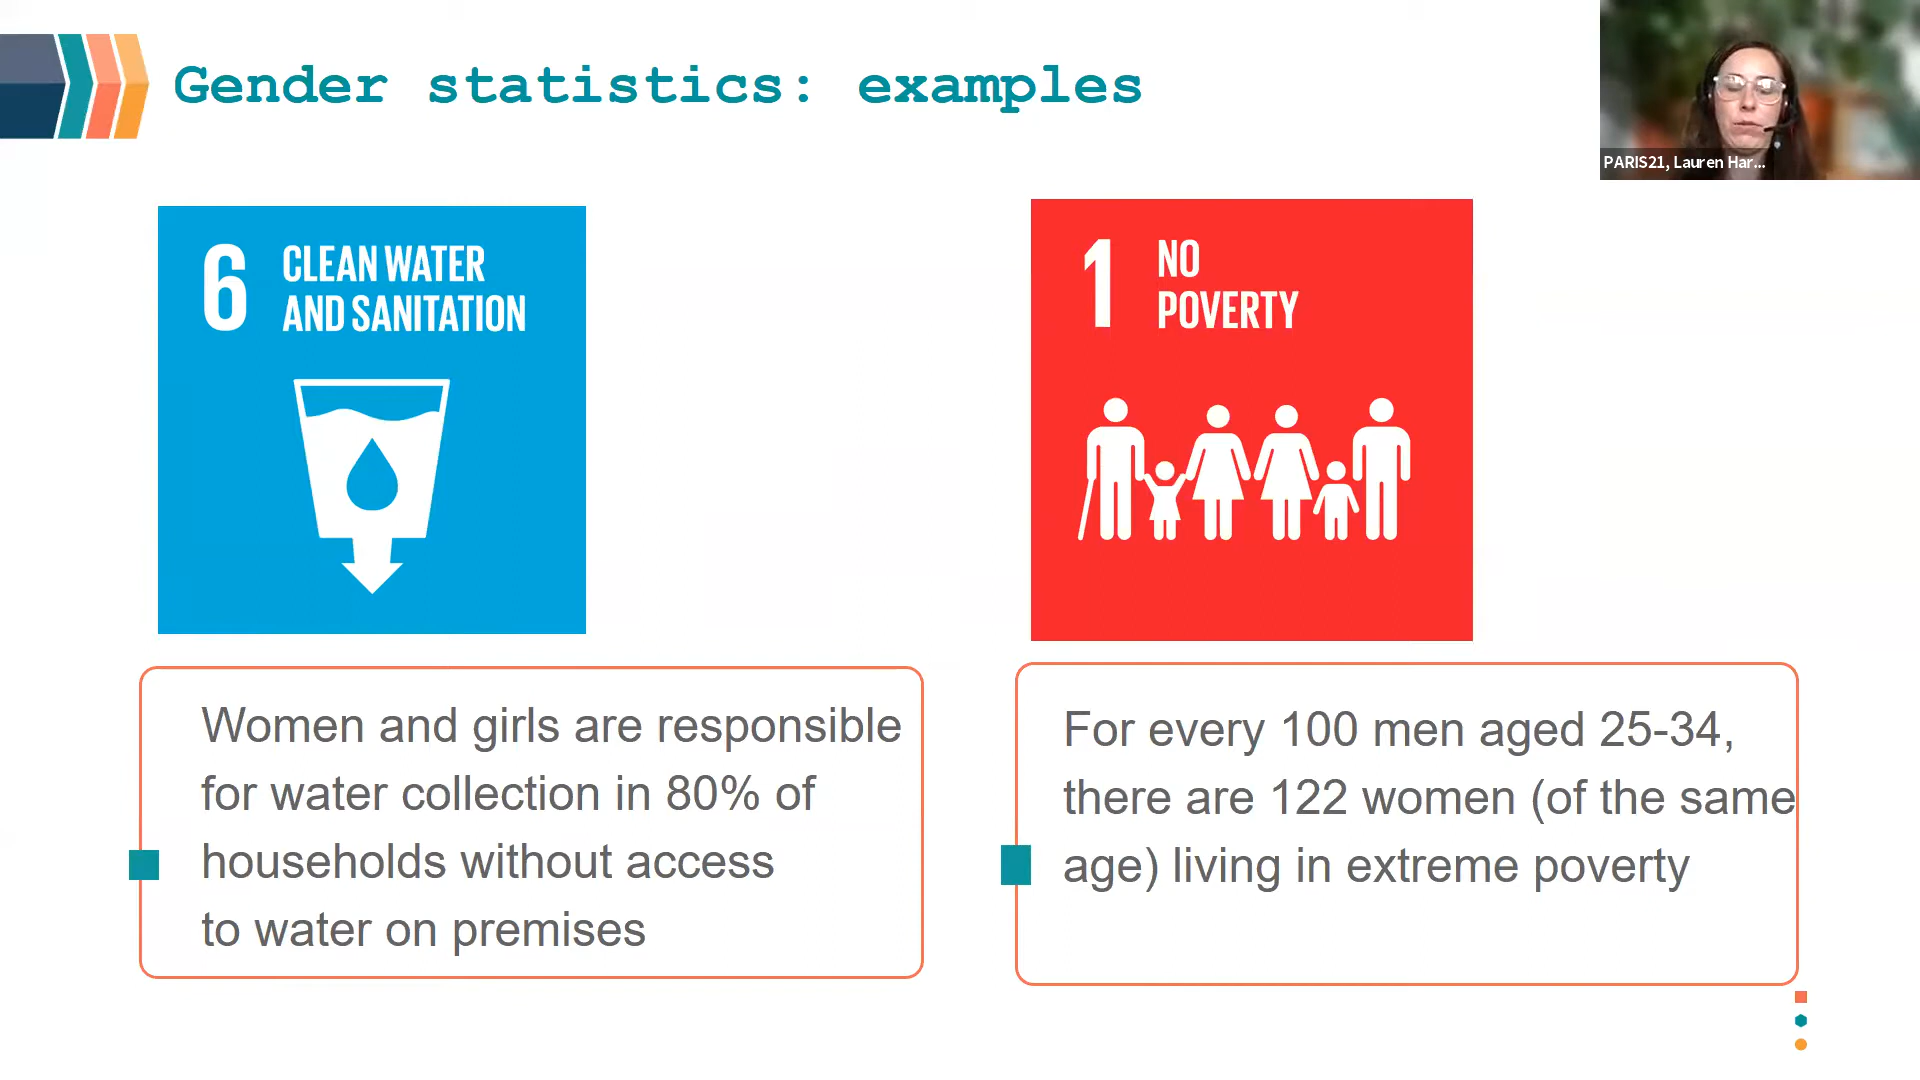 Gender statistics: examples
PARIS21, Lauren Har...
6 CLEAN WATER
AND SANITATION
1 NO
POVERTY
Women and girls are responsible
for water collection in 80% of
households without access
to water on premises
For every 100 men aged 25-34,
there are 122 women (of the same
age) living in extreme poverty